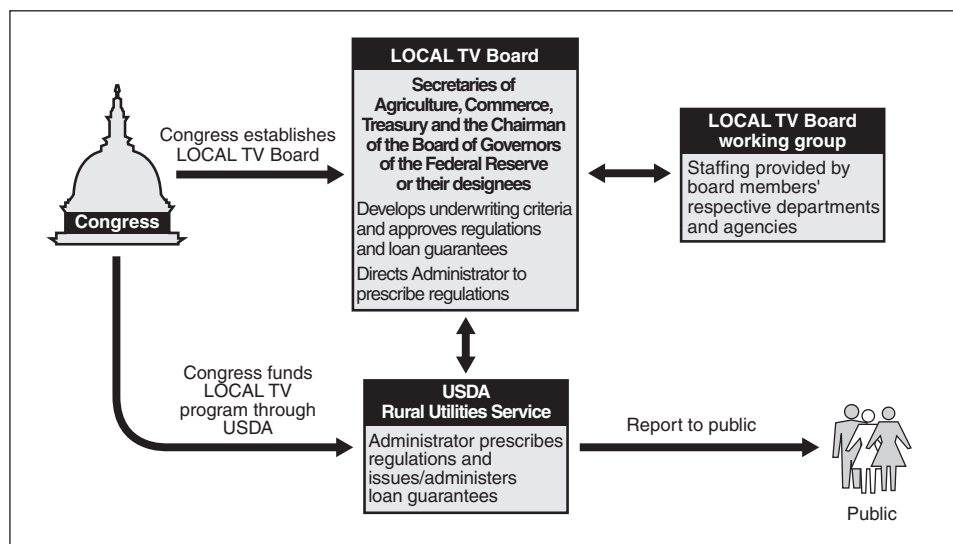 LOCAL TV Board
Secretaries of
Agriculture, Commerce,
Treasury and the Chairman
of the Board of Governors
of the Federal Reserve
or their designees
Develops underwriting criteria
and approves regulations
and loan guarantees
Directs Administrator to
prescribe regulations
Congress establishes
LOCAL TV Board
Congress
LOCAL TV Board
working group
Staffing provided by
board members'
respective departments
and agencies
Congress funds
LOCAL TV
program through
USDA
USDA
Rural Utilities Service
Administrator prescribes
regulations and
issues/administers
loan guarantees
Report to public
Public